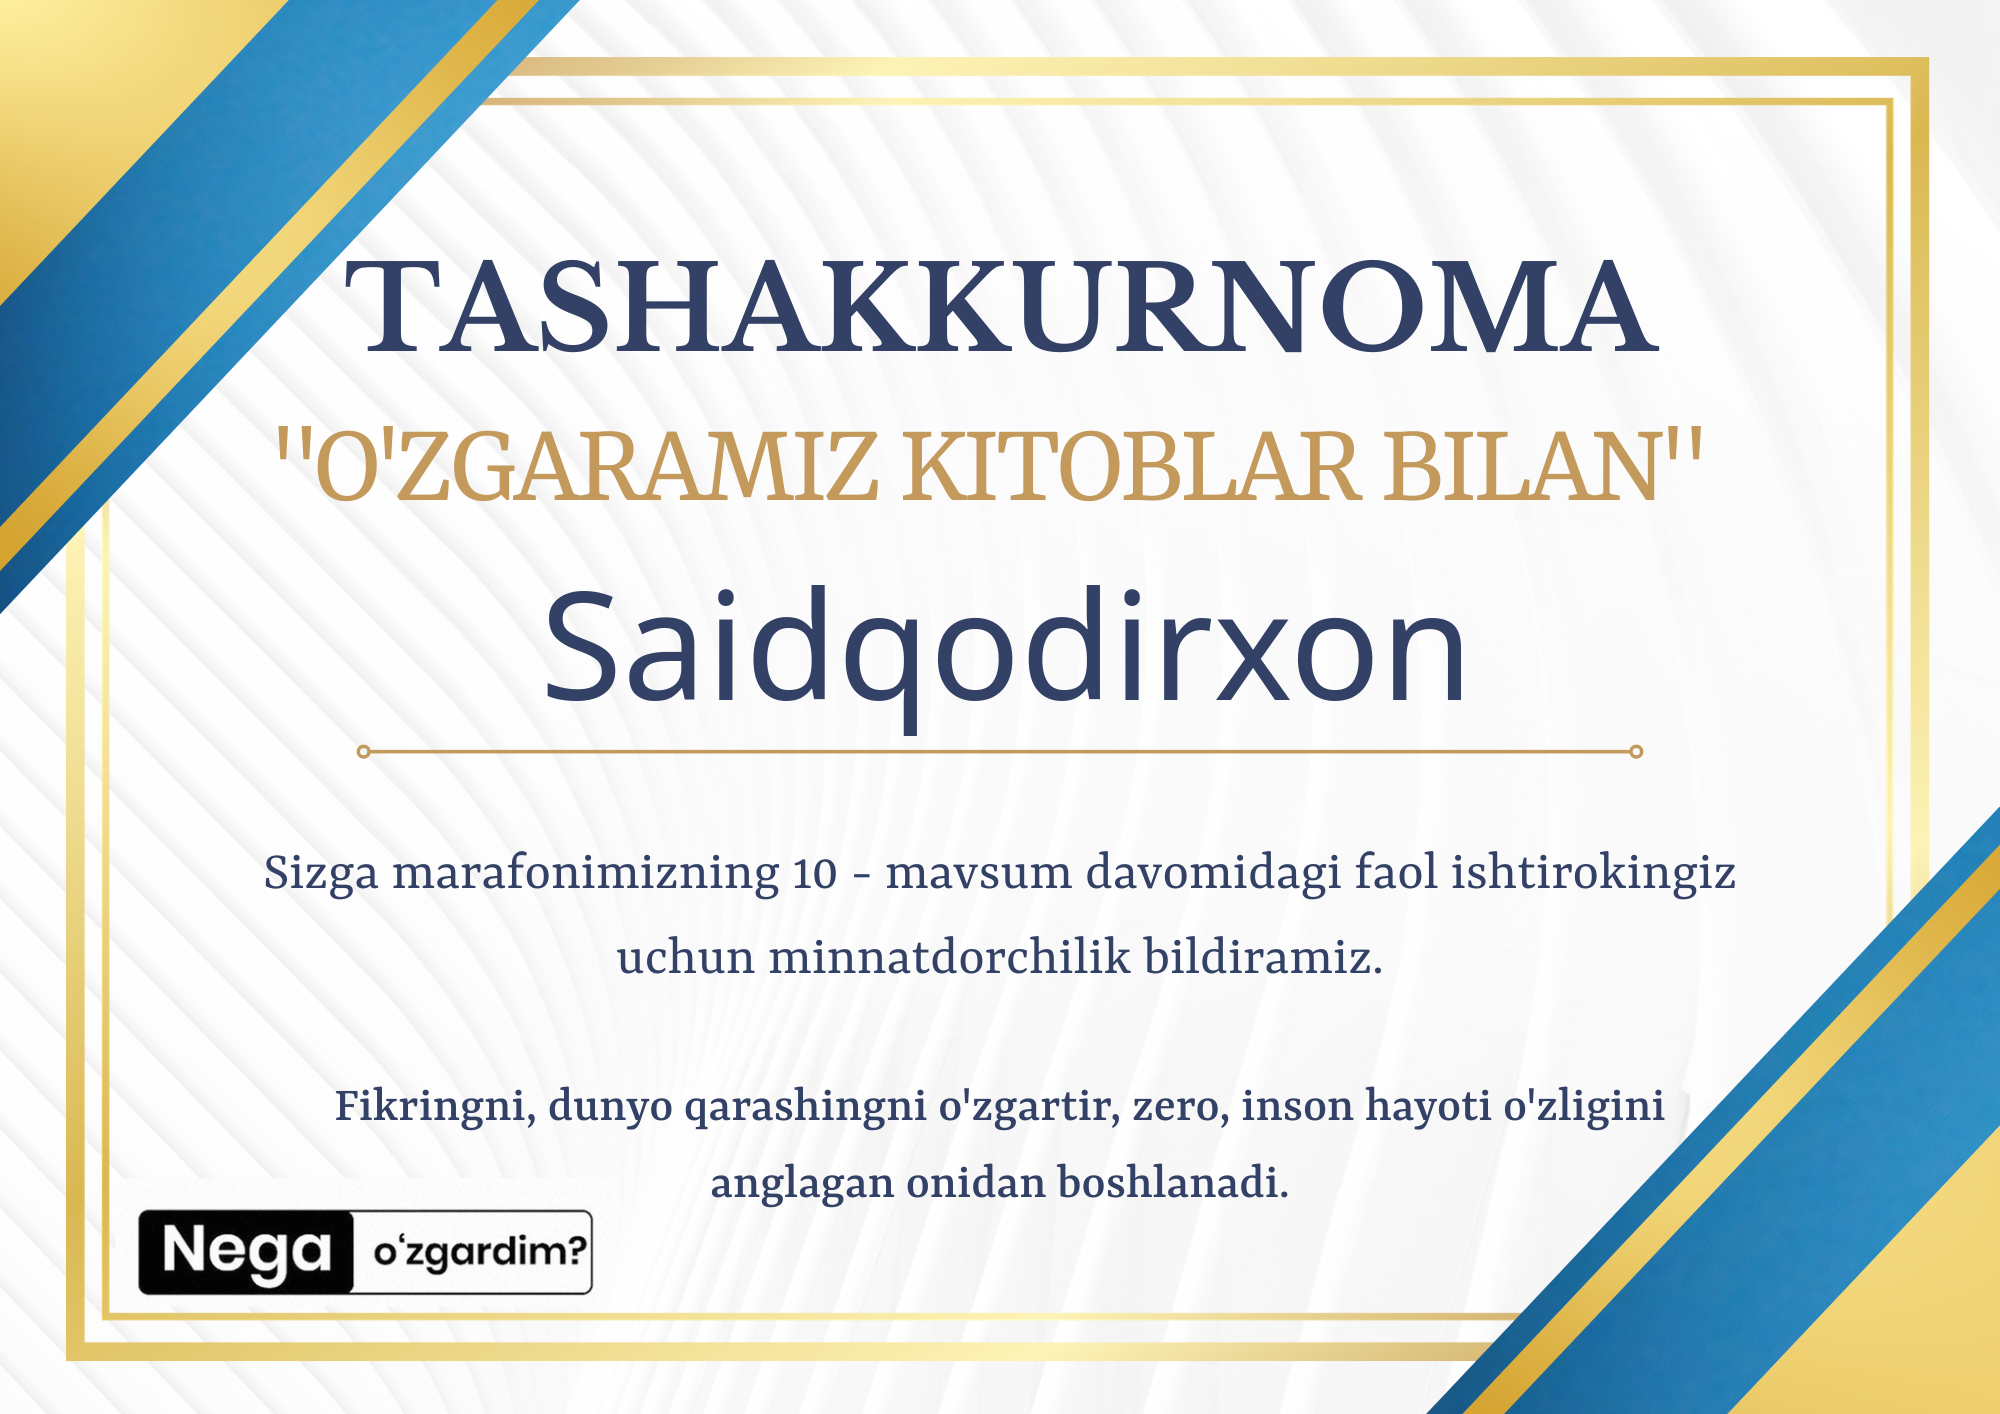 TASHAKKURNOMA
"O'ZGARAMIZ KITOBLAR BILAN"
Saidqodirxon
Sizga marafonimizning 10 - mavsum davomidagi faol ishtirokingiz
uchun minnatdorchilik bildiramiz.
Fikringni, dunyo qarashingni o'zgartir, zero, inson hayoti o'zligini
anglagan onidan boshlanadi.
Nega o‘zgardim?